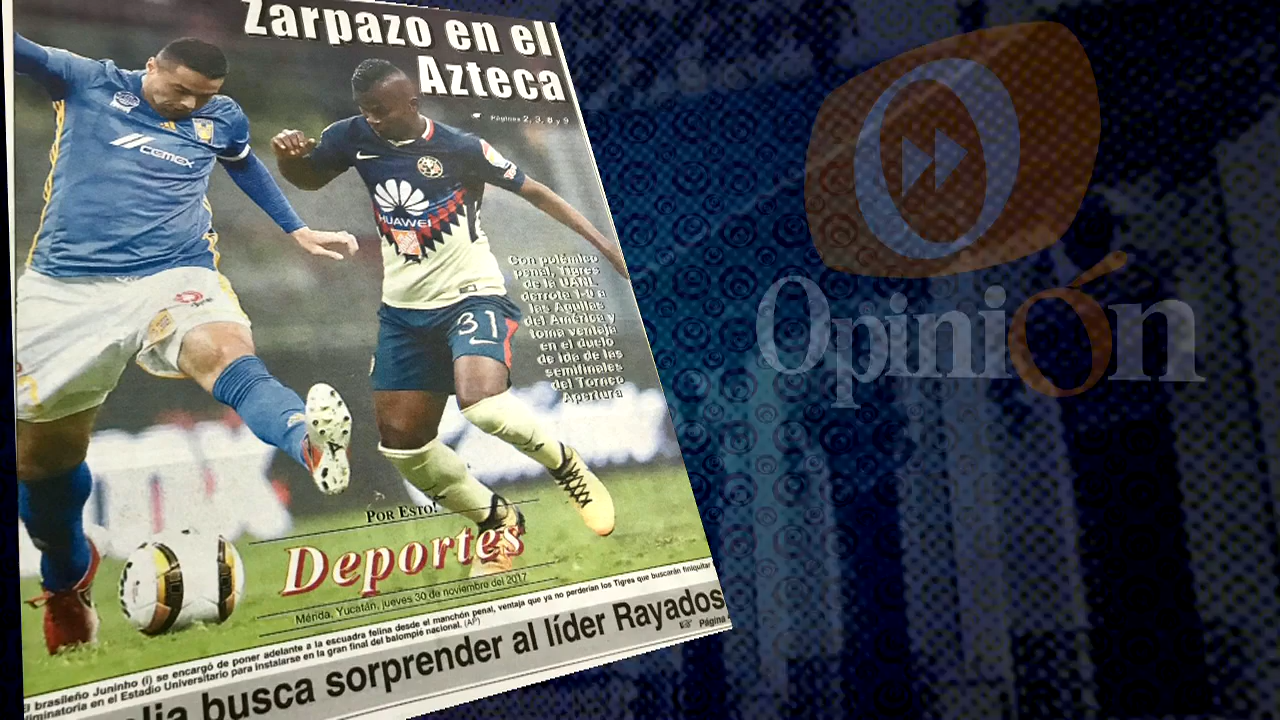 Zarpazo en el
Azteca
Páginas 2, 3, 8 y 9
CEMEX
HUAWEI
31
Con polémico
penal, Tigres
de la UANL
derrota 1-0 a
las Águilas
del América y
toma ventaja
en el duelo
de ida de las
semifinales
del Torneo
Apertura
POR ESTO!
Deportes
Mérida, Yucatán, jueves 30 de noviembre del 2017
El brasileño Juninho (i) se encargó de poner adelante a la escuadra felina desde el manchón penal, ventaja que ya no perderían los Tigres que buscarán finiquitar
eliminatoria en el Estadio Universitario para instalarse en la gran final del balompié nacional. (AP)
busca sorprender al líder Rayados
Página
Opinión